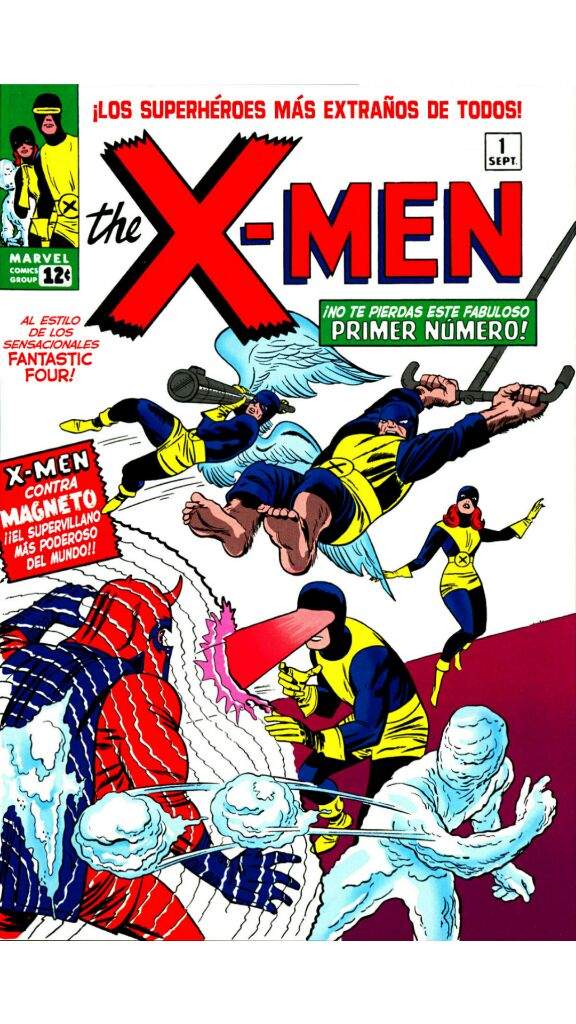 ¡LOS SUPERHÉROES MÁS EXTRAÑOS DE TODOS!
the X-MEN
1
SEPT.
MARVEL
COMICS
GROUP
12¢
¡NO TE PIERDAS ESTE FABULOSO
PRIMER NÚMERO!
AL ESTILO
DE LOS
SENSACIONALES
FANTASTIC
FOUR!
X-MEN
CONTRA
MAGNETO
¡¡EL SUPERVILLANO
MÁS PODEROSO
DEL MUNDO!!